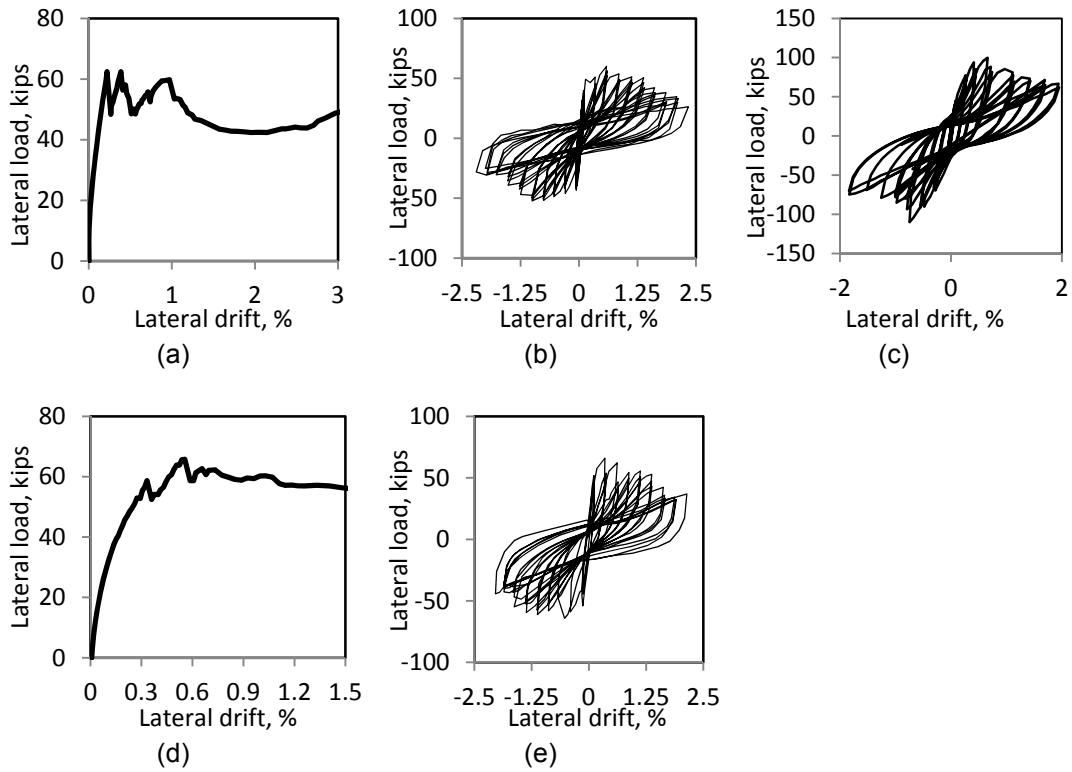 80
60
40
20
0
Lateral load, kips
0 1 2 3
Lateral drift, %
(a)
100
50
0
-50
-100
Lateral load, kips
-2.5 -1.25 0 1.25 2.5
Lateral drift, %
(b)
150
100
50
0
-50
-100
-150
Lateral load, kips
-2 0 2
Lateral drift, %
(c)
80
60
40
20
0
Lateral load, kips
0 0.3 0.6 0.9 1.2 1.5
Lateral drift, %
(d)
100
50
0
-50
-100
Lateral load, kips
-2.5 -1.25 0 1.25 2.5
Lateral drift, %
(e)